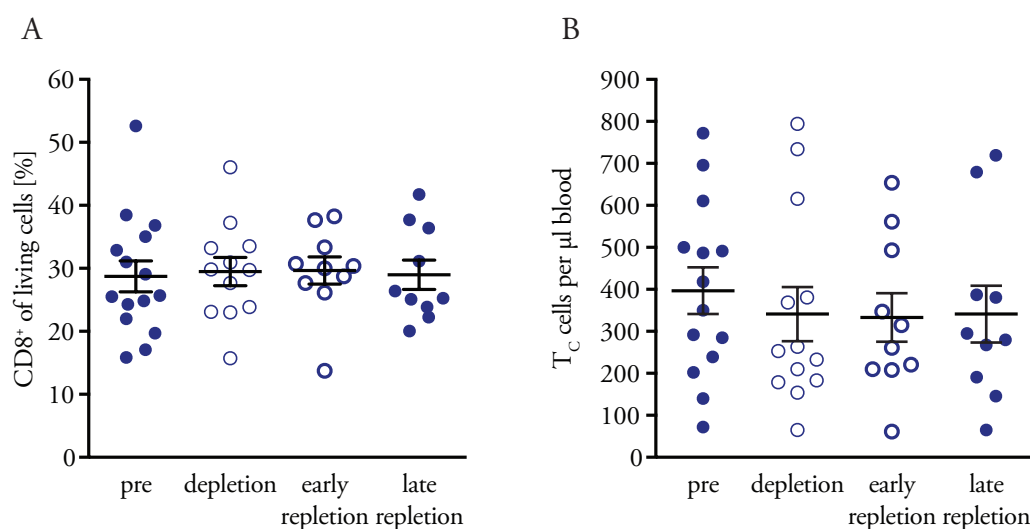 A
CD8⁺ of living cells [%]
60
50
40
30
20
10
0
pre
depletion
early
repletion
late
repletion
B
T_C cells per µl blood
900
800
700
600
500
400
300
200
100
0
pre
depletion
early
repletion
late
repletion